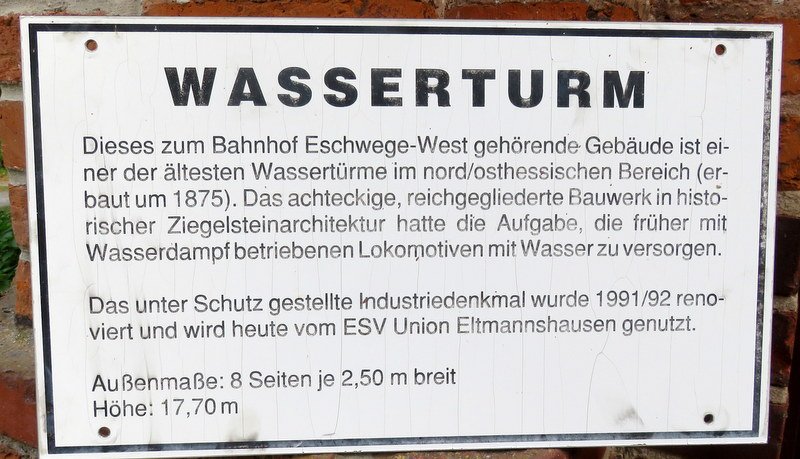 WASSERTURM
Dieses zum Bahnhof Eschwege-West gehörende Gebäude ist ei-
ner der ältesten Wassertürme im nord/osthessischen Bereich (er-
baut um 1875). Das achteckige, reichgegliederte Bauwerk in histo-
rischer Ziegelsteinarchitektur hatte die Aufgabe, die früher mit
Wasserdampf betriebenen Lokomotiven mit Wasser zu versorgen.
Das unter Schutz gestellte Industriedenkmal wurde 1991/92 reno-
viert und wird heute vom ESV Union Eltmannshausen genutzt.
Außenmaße: 8 Seiten je 2,50 m breit
Höhe: 17,70 m